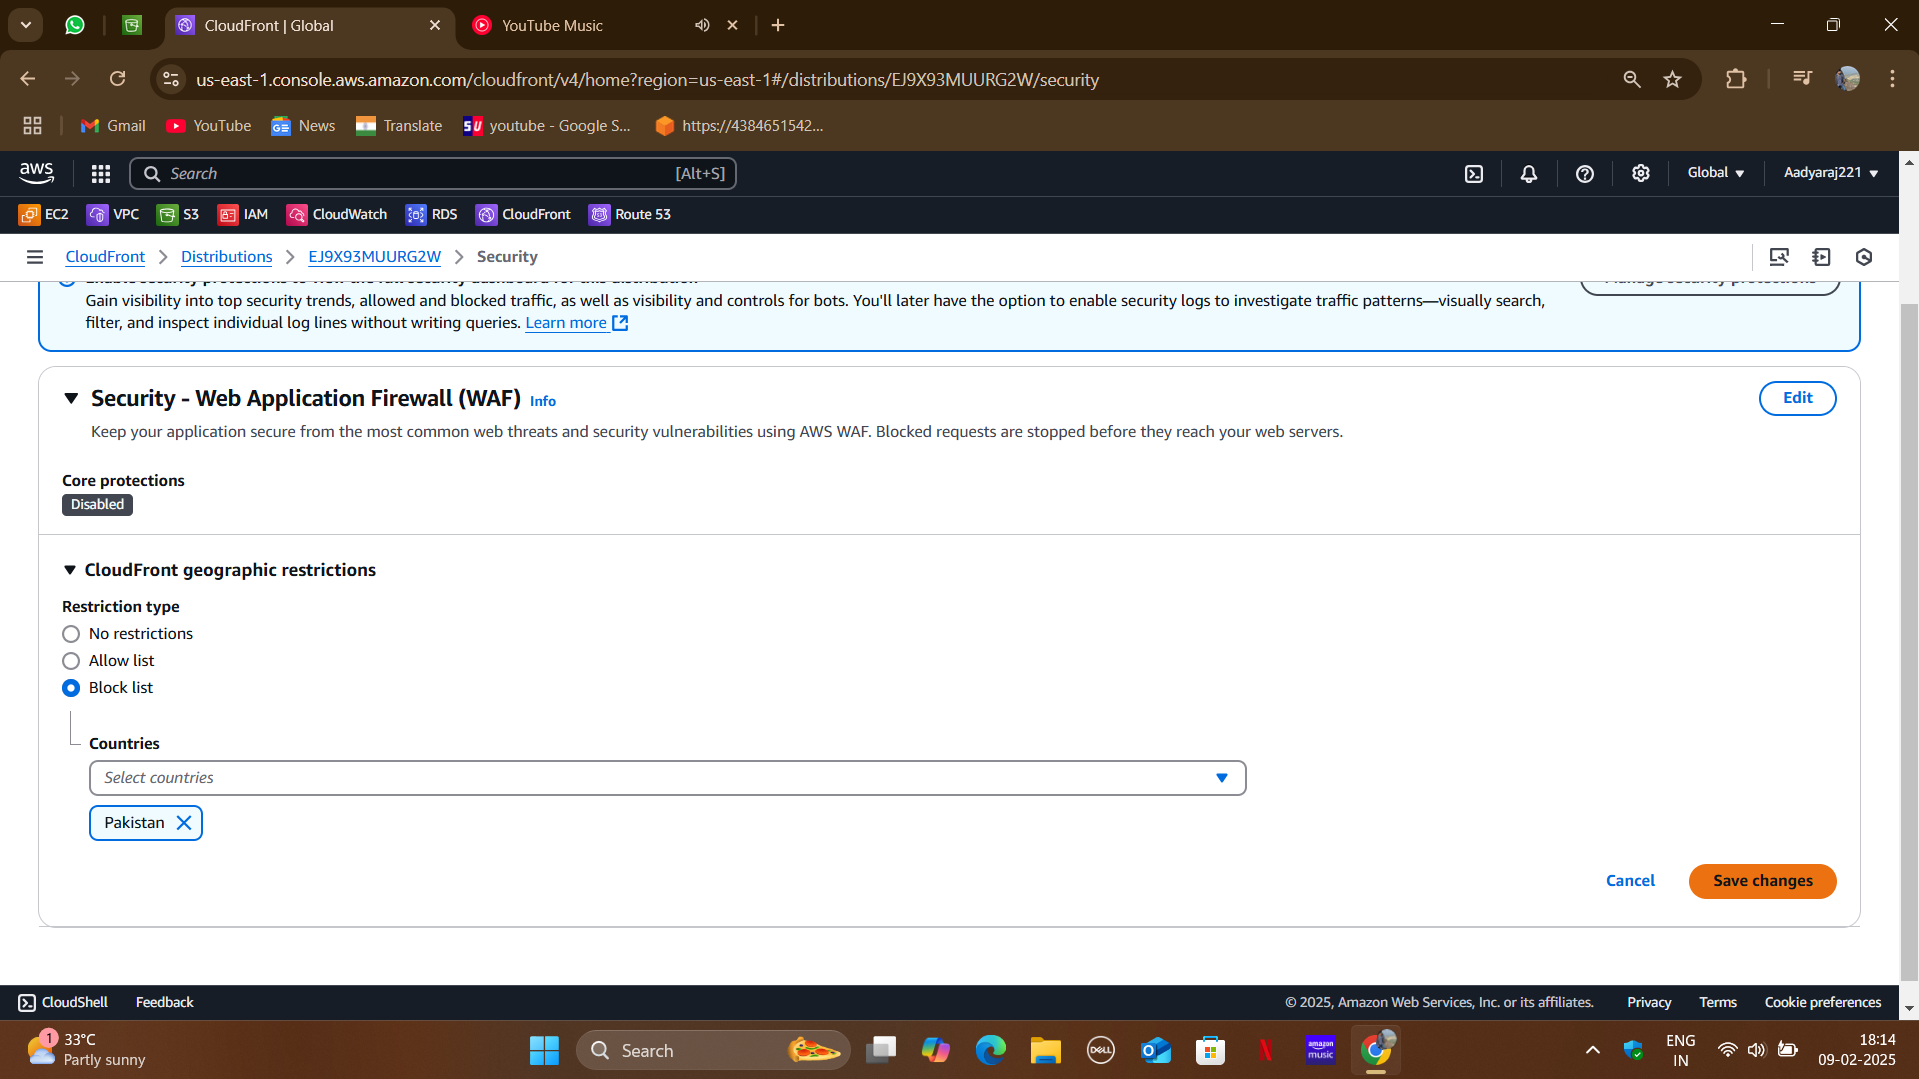 CloudFront | Global
YouTube Music
us-east-1.console.aws.amazon.com/cloudfront/v4/home?region=us-east-1#/distributions/EJ9X93MUURG2W/security
Gmail
YouTube
News
Translate
SU youtube - Google S...
https://4384651542...
aws
Search
[Alt+S]
Global
Aadyaraj221
EC2
VPC
S3
IAM
CloudWatch
RDS
CloudFront
Route 53
CloudFront
Distributions
EJ9X93MUURG2W
Security
Gain visibility into top security trends, allowed and blocked traffic, as well as visibility and controls for bots. You'll later have the option to enable security logs to investigate traffic patterns—visually search,
filter, and inspect individual log lines without writing queries. Learn more
Security - Web Application Firewall (WAF) Info
Edit
Keep your application secure from the most common web threats and security vulnerabilities using AWS WAF. Blocked requests are stopped before they reach your web servers.
Core protections
Disabled
CloudFront geographic restrictions
Restriction type
No restrictions
Allow list
Block list
Countries
Select countries
Pakistan
Cancel
Save changes
CloudShell
Feedback
© 2025, Amazon Web Services, Inc. or its affiliates.
Privacy
Terms
Cookie preferences
1
33°C
Partly sunny
Search
DELL
amazon
music
ENG
IN
18:14
09-02-2025